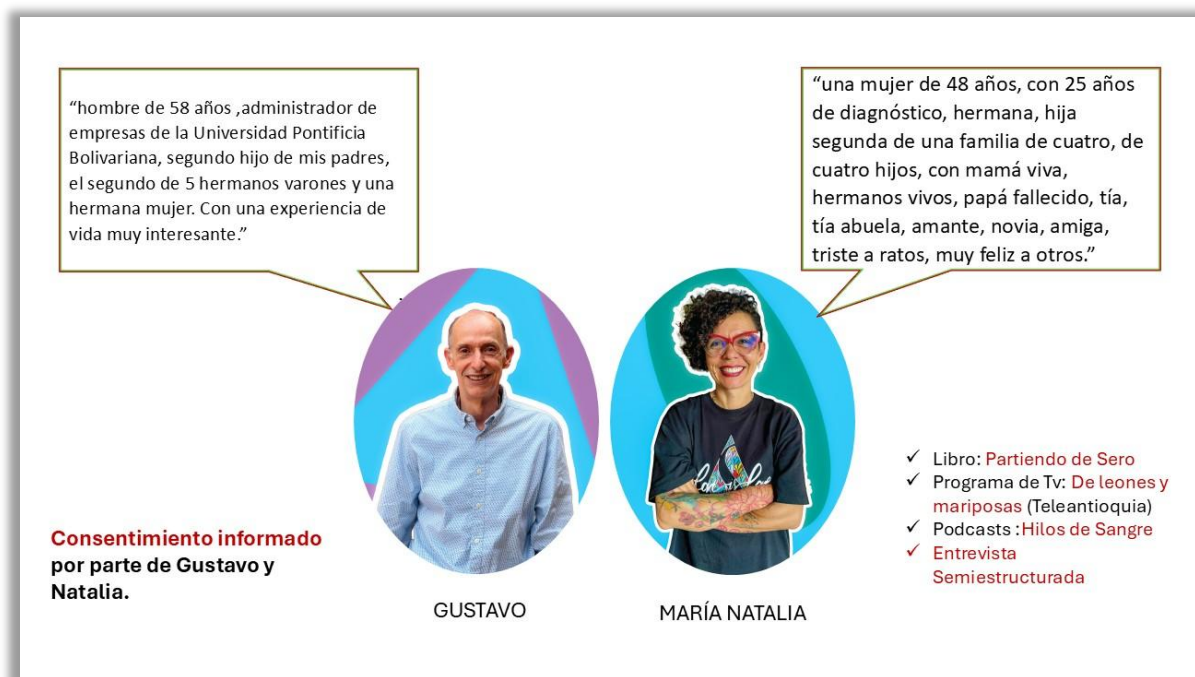 “hombre de 58 años ,administrador de
empresas de la Universidad Pontificia
Bolivariana, segundo hijo de mis padres,
el segundo de 5 hermanos varones y una
hermana mujer. Con una experiencia de
vida muy interesante.”
“una mujer de 48 años, con 25 años
de diagnóstico, hermana, hija
segunda de una familia de cuatro, de
cuatro hijos, con mamá viva,
hermanos vivos, papá fallecido, tía,
tía abuela, amante, novia, amiga,
triste a ratos, muy feliz a otros.”
Consentimiento informado
por parte de Gustavo y
Natalia.
GUSTAVO
MARÍA NATALIA
✓ Libro: Partiendo de Sero
✓ Programa de Tv: De leones y
mariposas (Teleantioquia)
✓ Podcasts :Hilos de Sangre
✓ Entrevista
Semiestructurada